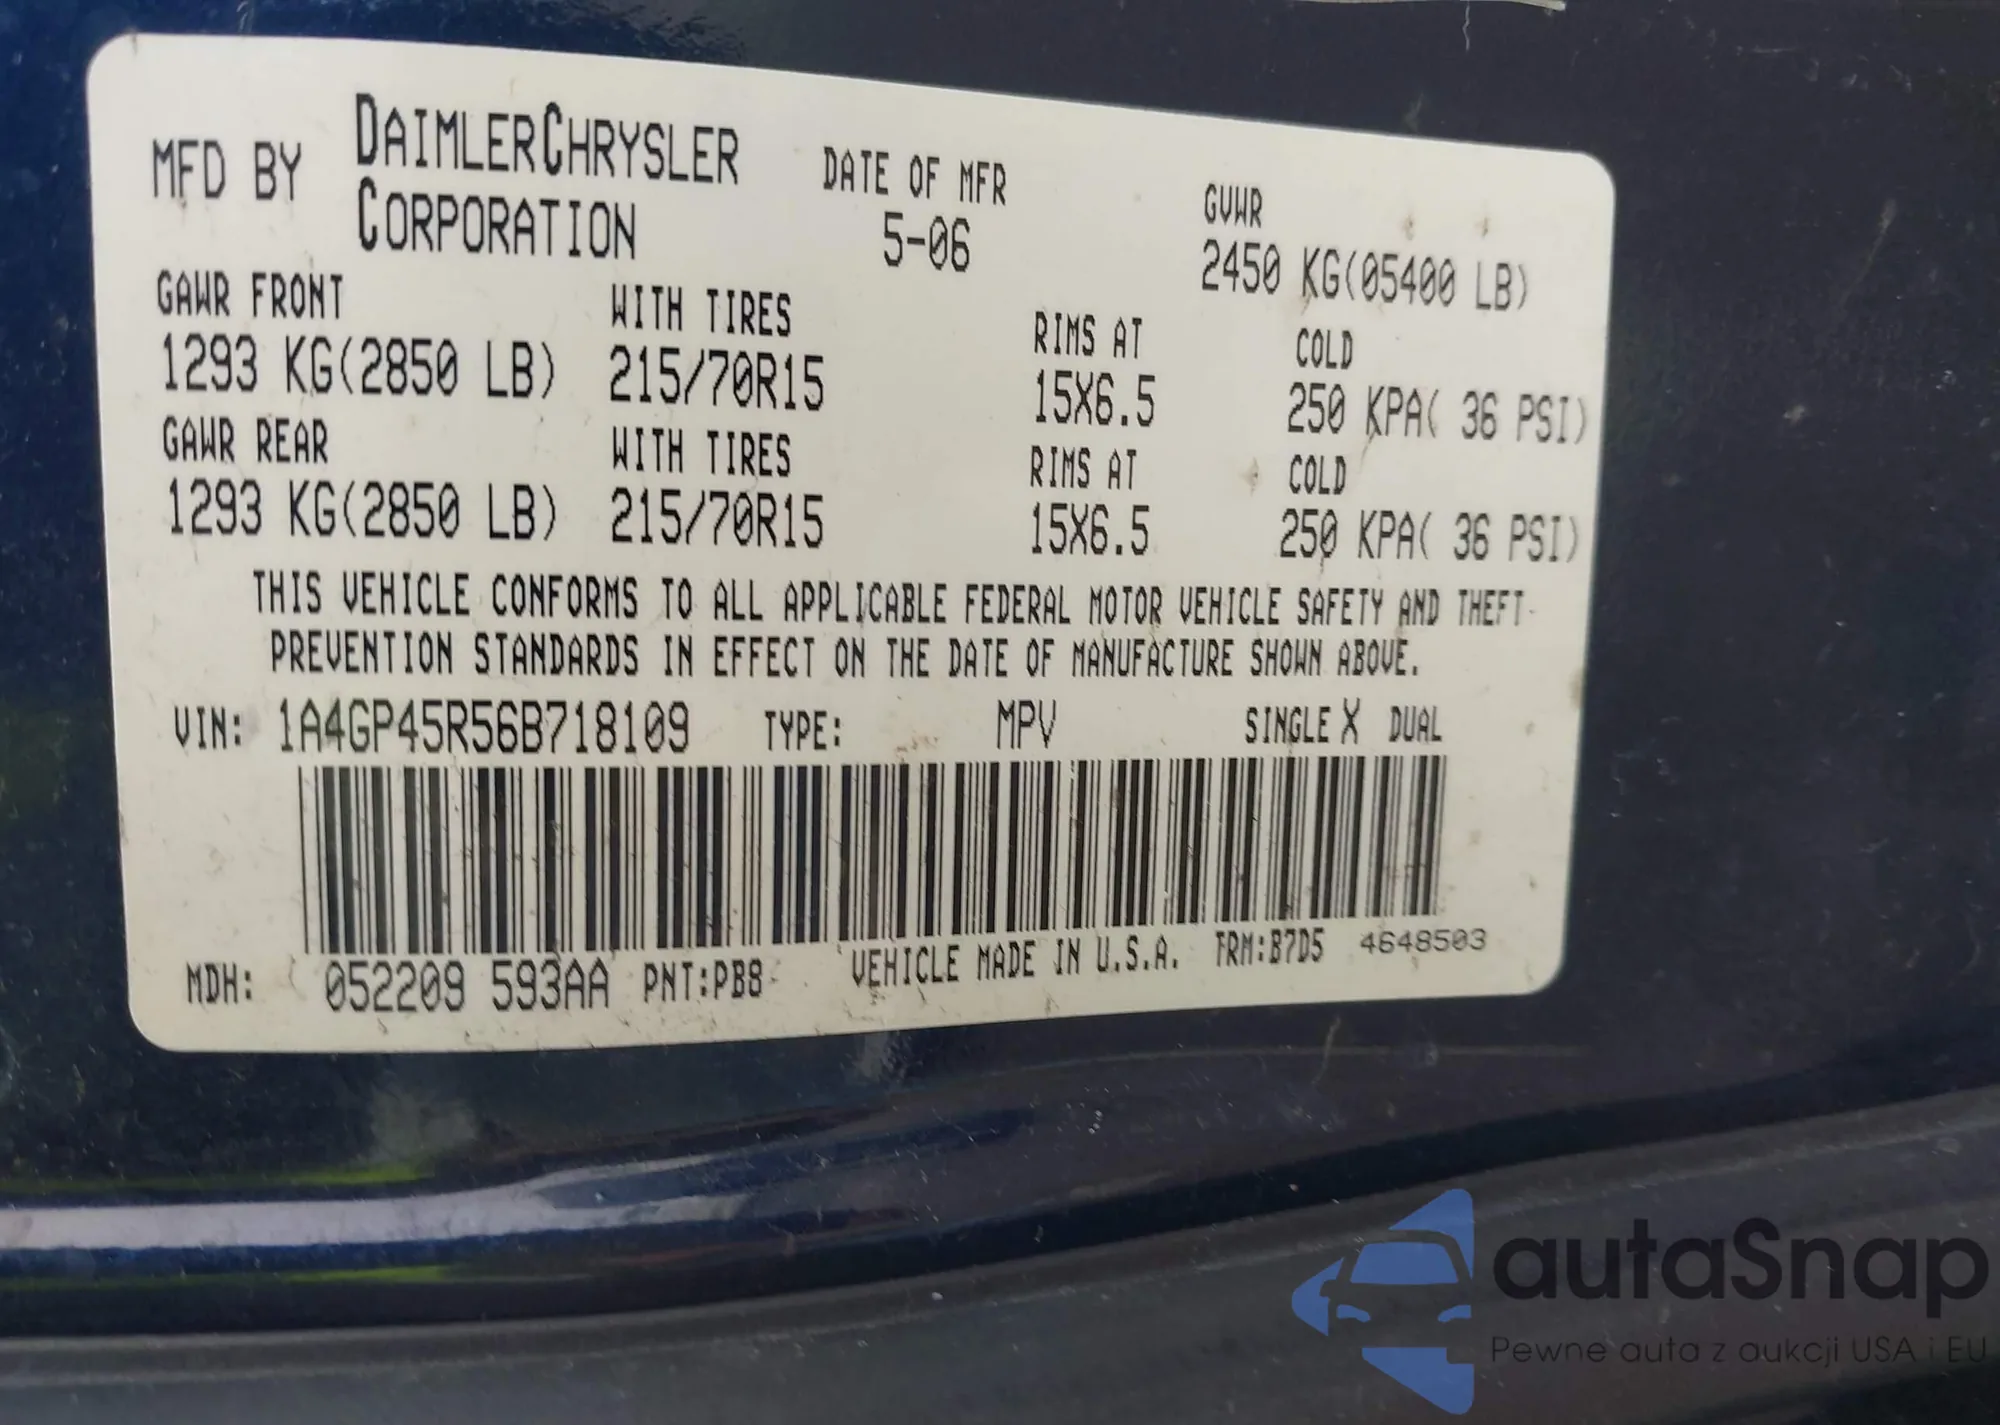 MFD BY DAIMLERCHRYSLER CORPORATION DATE OF MFR 5-06 GVWR 2450 KG(05400 LB)
GAWR FRONT WITH TIRES RIMS AT COLD
1293 KG(2850 LB) 215/70R15 15X6.5 250 KPA( 36 PSI)
GAWR REAR WITH TIRES RIMS AT COLD
1293 KG(2850 LB) 215/70R15 15X6.5 250 KPA( 36 PSI)
THIS VEHICLE CONFORMS TO ALL APPLICABLE FEDERAL MOTOR VEHICLE SAFETY AND THEFT
PREVENTION STANDARDS IN EFFECT ON THE DATE OF MANUFACTURE SHOWN ABOVE.
VIN: 1A4GP45R56B718109 TYPE: MPV SINGLE X DUAL
MDH: 052209 593AA PNT:PB8 VEHICLE MADE IN U.S.A. TRM:B7D5 4648503
autaSnap
Pewne auta z aukcji USA i EU